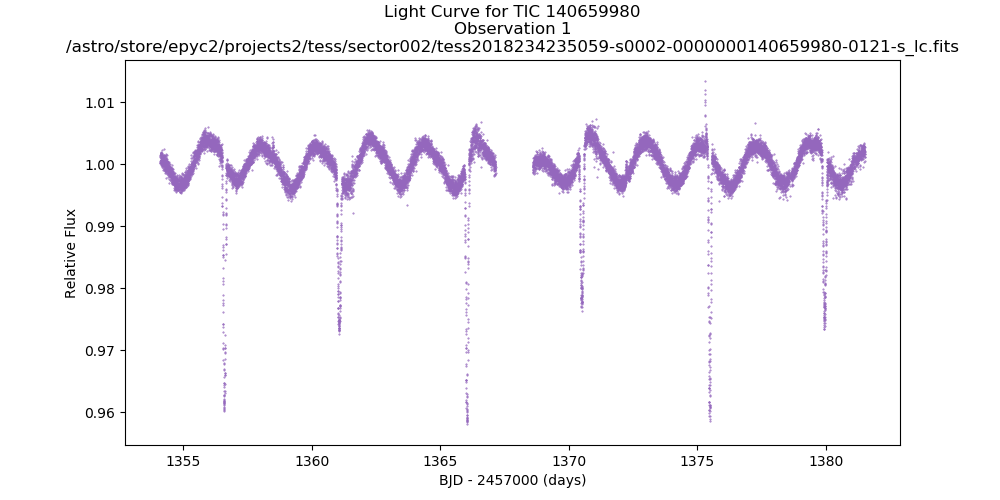 Light Curve for TIC 140659980
Observation 1
/astro/store/epyc2/projects2/tess/sector002/tess2018234235059-s0002-0000000140659980-0121-s_lc.fits
1.01
1.00
0.99
0.98
0.97
0.96
Relative Flux
1355
1360
1365
1370
1375
1380
BJD - 2457000 (days)